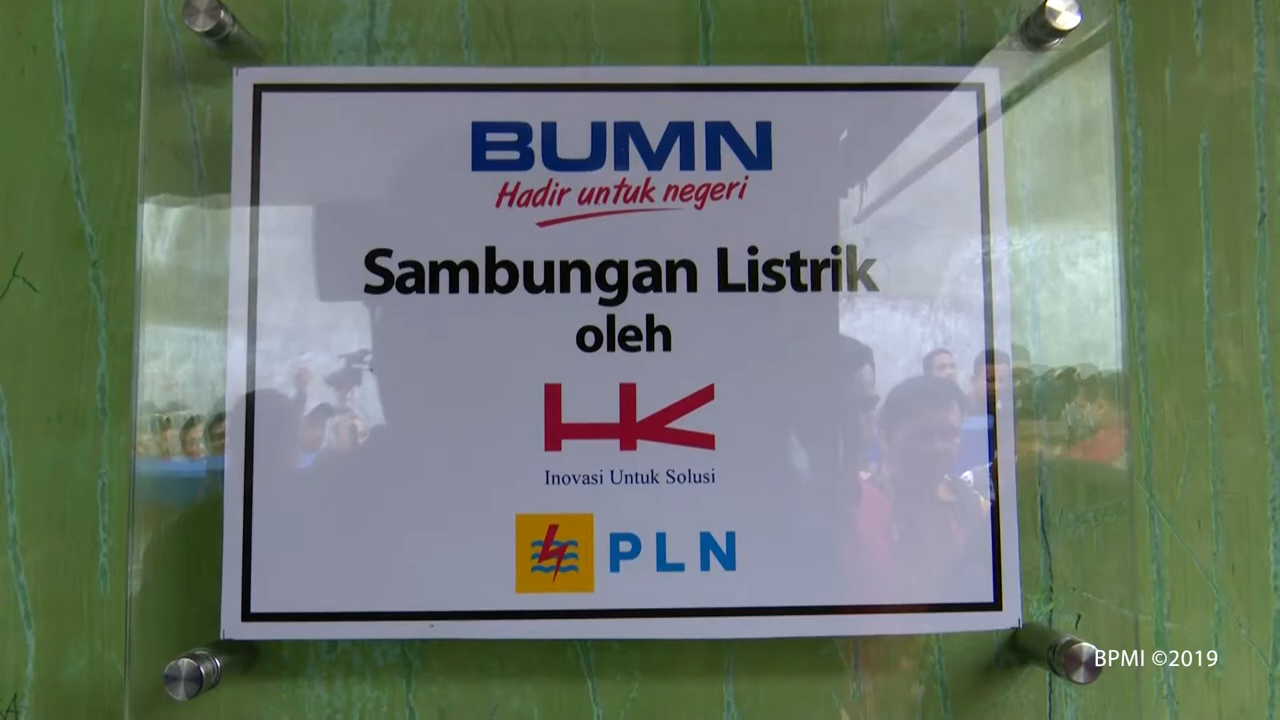 BUMN
Hadir untuk negeri
Sambungan Listrik
oleh
HK
Inovasi Untuk Solusi
PLN
BPMI ©2019